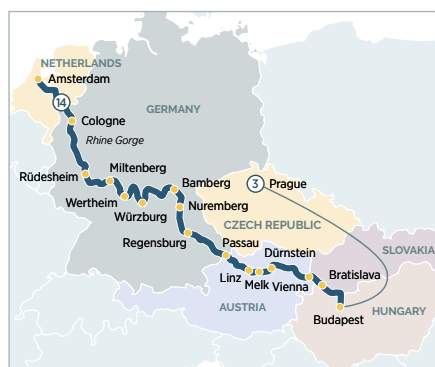 NETHERLANDS
Amsterdam
14
Cologne
GERMANY
Rhine Gorge
Rüdesheim
Miltenberg
Wertheim
Würzburg
Bamberg
3
Prague
Nuremberg
CZECH REPUBLIC
Regensburg
Passau
Dürnstein
SLOVAKIA
Linz
Melk
Vienna
Bratislava
AUSTRIA
HUNGARY
Budapest